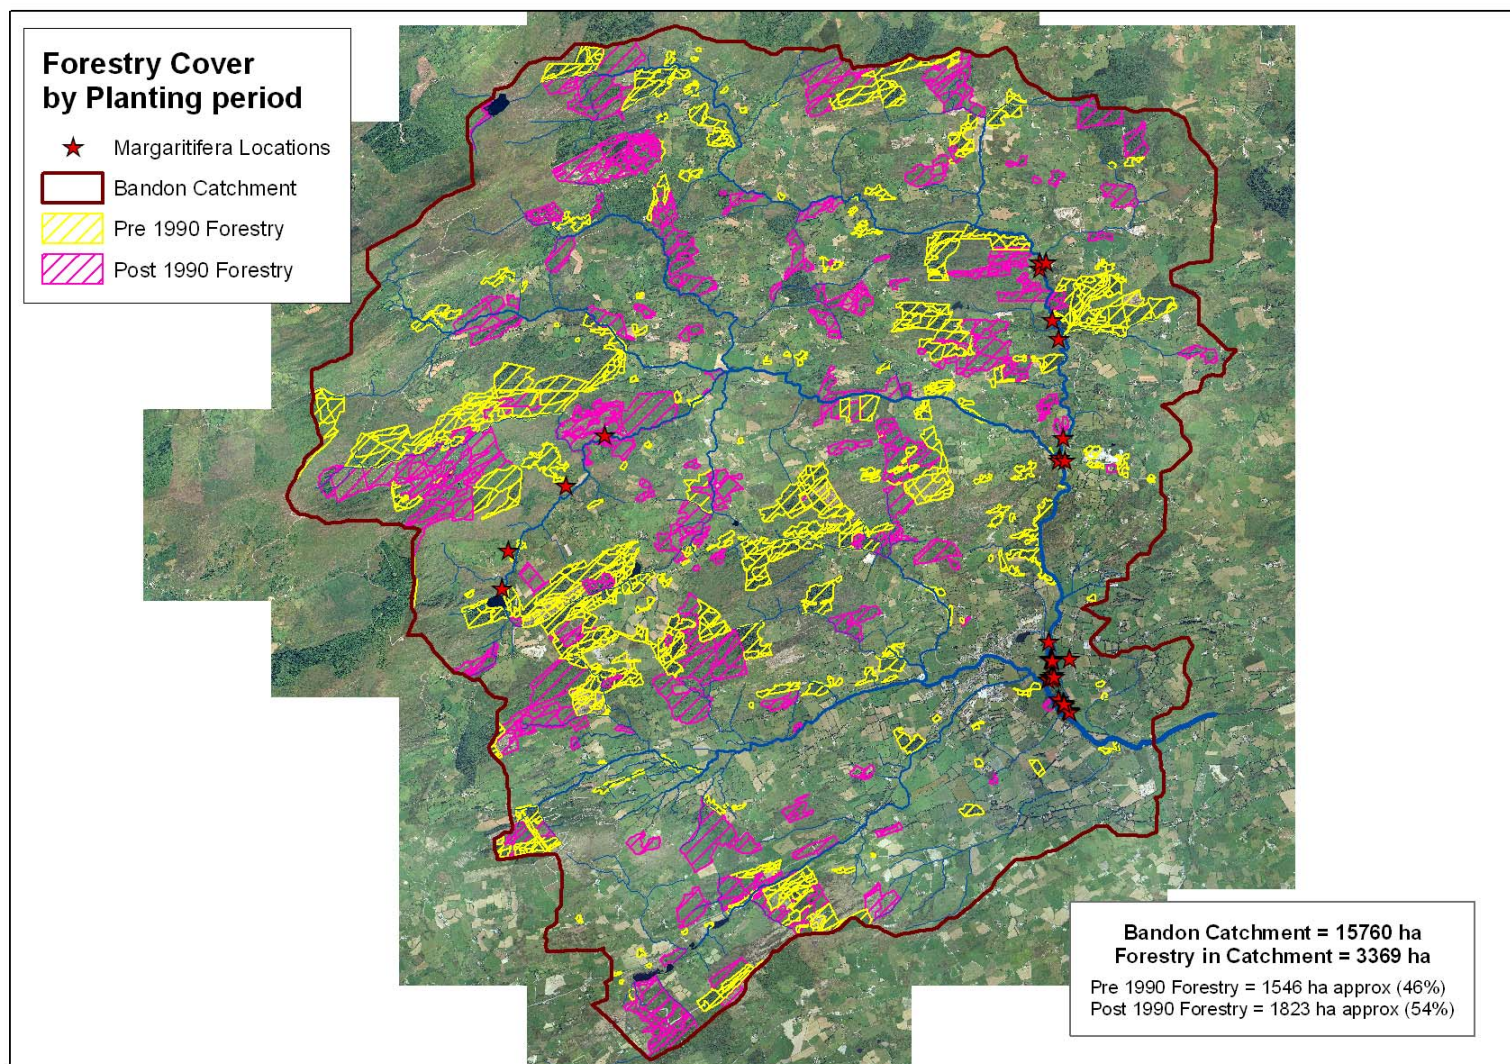 Forestry Cover
by Planting period
Margaritifera Locations
Bandon Catchment
Pre 1990 Forestry
Post 1990 Forestry
Bandon Catchment = 15760 ha
Forestry in Catchment = 3369 ha
Pre 1990 Forestry = 1546 ha approx (46%)
Post 1990 Forestry = 1823 ha approx (54%)